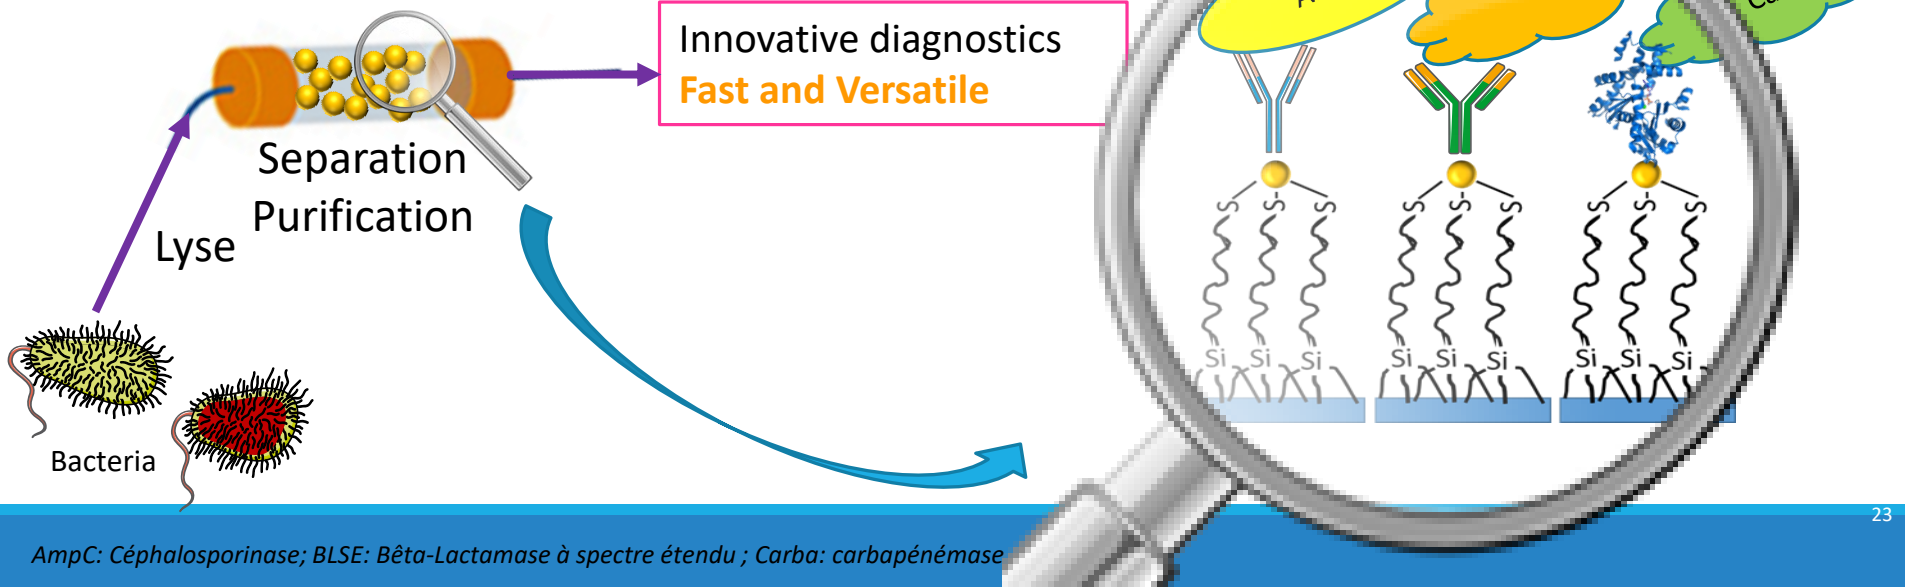 Innovative diagnostics
Fast and Versatile
Separation
Purification
Lyse
Bacteria
S S S S S S S S S
Si Si Si Si Si Si Si Si Si
23
AmpC: Céphalosporinase; BLSE: Bêta-Lactamase à spectre étendu ; Carba: carbapénémase